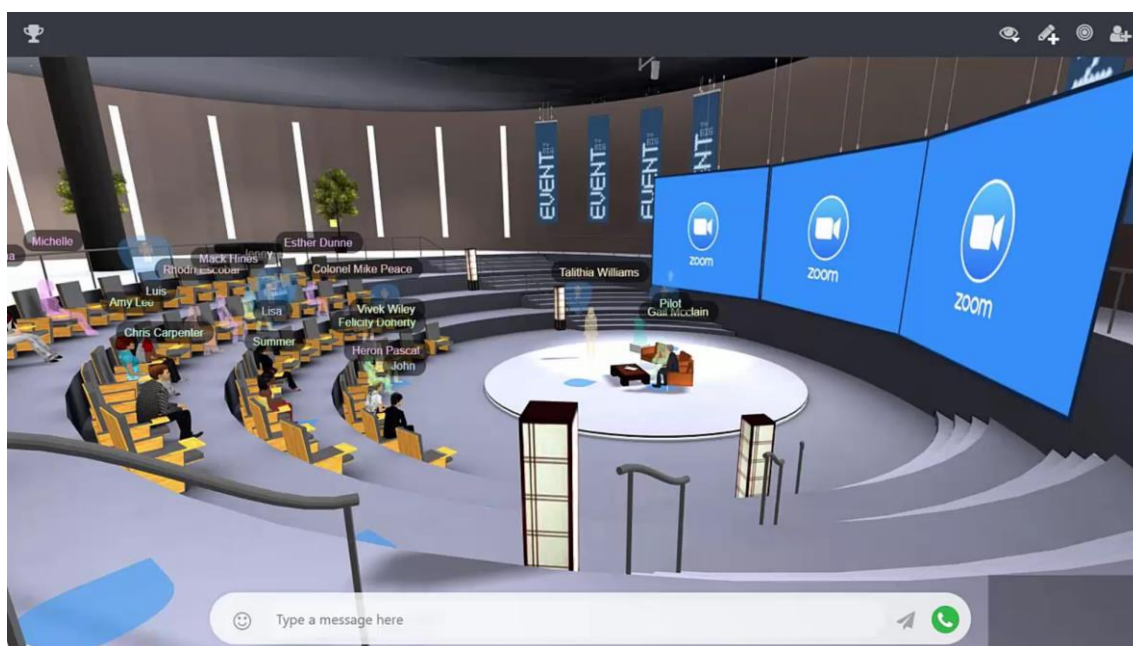 EVENT
EVENT
EVENT
zoom
zoom
zoom
Michelle
Esther Dunne
Mack Hines
Colonel Mike Peace
Talithia Williams
Luis
Amy Lee
Lisa
Vivek Wiley
Pilot
Felicity Doherty
Gail Mcclain
Chris Carpenter
Summer
Heron Pascat
John
Type a message here